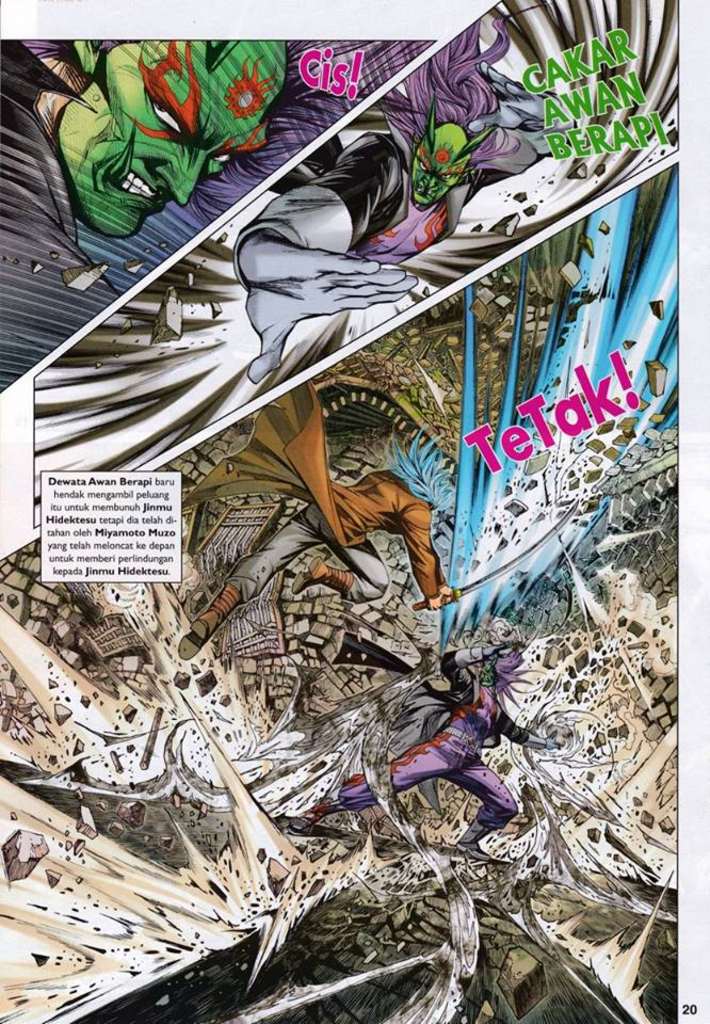 Cis!
CAKAR
AWAN
BERAPI
TeTak!
Dewata Awan Berapi baru
hendak mengambil peluang
itu untuk membunuh Jinmu
Hidektesu tetapi dia telah di-
tahan oleh Miyamoto Muzo
yang telah meloncat ke depan
untuk memberi perlindungan
kepada Jinmu Hidektesu.
20